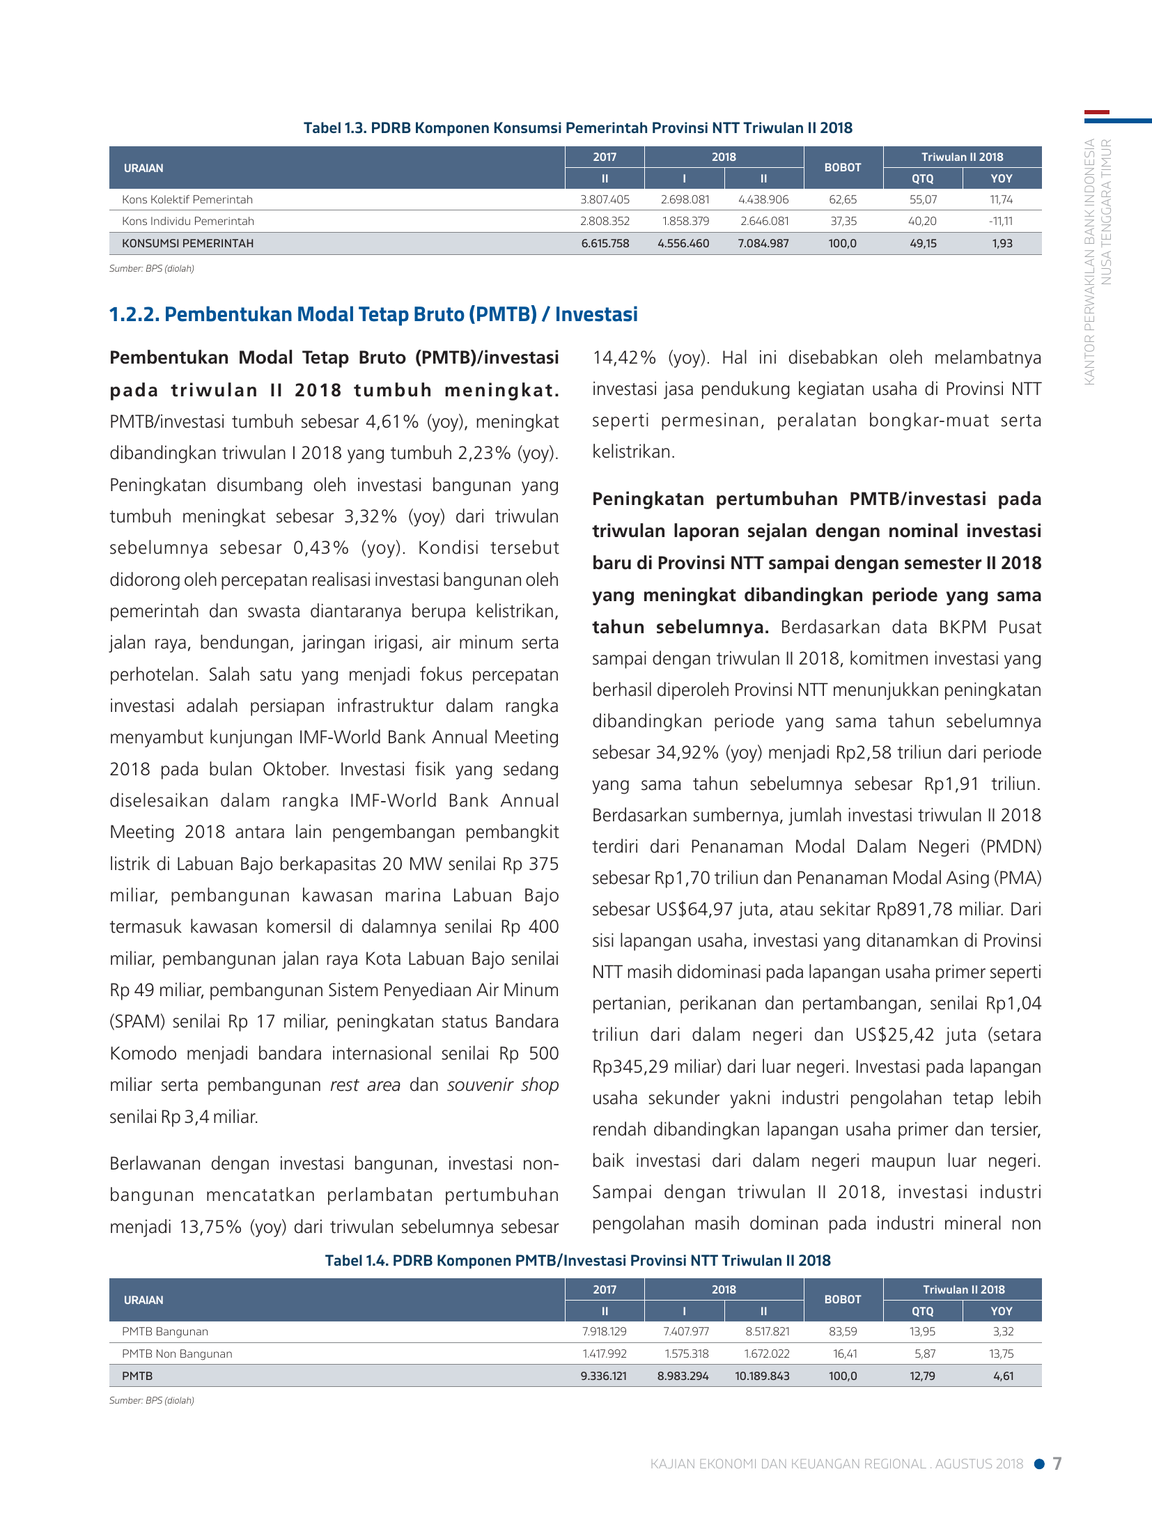 Tabel 1.3. PDRB Komponen Konsumsi Pemerintah Provinsi NTT Triwulan II 2018
URAIAN 2017 2018 BOBOT Triwulan II 2018
II I II QTQ YOY
Kons Kolektif Pemerintah 3.807.405 2.698.081 4.438.906 62,65 55,07 11,74
Kons Individu Pemerintah 2.808.352 1.858.379 2.646.081 37,35 40,20 -11,11
KONSUMSI PEMERINTAH 6.615.758 4.556.460 7.084.987 100,0 49,15 1,93
Sumber: BPS (diolah)
KANTOR PERWAKILAN BANK INDONESIA
NUSA TENGGARA TIMUR
1.2.2. Pembentukan Modal Tetap Bruto (PMTB) / Investasi
Pembentukan Modal Tetap Bruto (PMTB)/investasi
pada triwulan II 2018 tumbuh meningkat.
PMTB/investasi tumbuh sebesar 4,61% (yoy), meningkat
dibandingkan triwulan I 2018 yang tumbuh 2,23% (yoy).
Peningkatan disumbang oleh investasi bangunan yang
tumbuh meningkat sebesar 3,32% (yoy) dari triwulan
sebelumnya sebesar 0,43% (yoy). Kondisi tersebut
didorong oleh percepatan realisasi investasi bangunan oleh
pemerintah dan swasta diantaranya berupa kelistrikan,
jalan raya, bendungan, jaringan irigasi, air minum serta
perhotelan. Salah satu yang menjadi fokus percepatan
investasi adalah persiapan infrastruktur dalam rangka
menyambut kunjungan IMF-World Bank Annual Meeting
2018 pada bulan Oktober. Investasi fisik yang sedang
diselesaikan dalam rangka IMF-World Bank Annual
Meeting 2018 antara lain pengembangan pembangkit
listrik di Labuan Bajo berkapasitas 20 MW senilai Rp 375
miliar, pembangunan kawasan marina Labuan Bajo
termasuk kawasan komersil di dalamnya senilai Rp 400
miliar, pembangunan jalan raya Kota Labuan Bajo senilai
Rp 49 miliar, pembangunan Sistem Penyediaan Air Minum
(SPAM) senilai Rp 17 miliar, peningkatan status Bandara
Komodo menjadi bandara internasional senilai Rp 500
miliar serta pembangunan rest area dan souvenir shop
senilai Rp 3,4 miliar.
Berlawanan dengan investasi bangunan, investasi non-
bangunan mencatatkan perlambatan pertumbuhan
menjadi 13,75% (yoy) dari triwulan sebelumnya sebesar
14,42% (yoy). Hal ini disebabkan oleh melambatnya
investasi jasa pendukung kegiatan usaha di Provinsi NTT
seperti permesinan, peralatan bongkar-muat serta
kelistrikan.
Peningkatan pertumbuhan PMTB/investasi pada
triwulan laporan sejalan dengan nominal investasi
baru di Provinsi NTT sampai dengan semester II 2018
yang meningkat dibandingkan periode yang sama
tahun sebelumnya. Berdasarkan data BKPM Pusat
sampai dengan triwulan II 2018, komitmen investasi yang
berhasil diperoleh Provinsi NTT menunjukkan peningkatan
dibandingkan periode yang sama tahun sebelumnya
sebesar 34,92% (yoy) menjadi Rp2,58 triliun dari periode
yang sama tahun sebelumnya sebesar Rp1,91 triliun.
Berdasarkan sumbernya, jumlah investasi triwulan II 2018
terdiri dari Penanaman Modal Dalam Negeri (PMDN)
sebesar Rp1,70 triliun dan Penanaman Modal Asing (PMA)
sebesar US$64,97 juta, atau sekitar Rp891,78 miliar. Dari
sisi lapangan usaha, investasi yang ditanamkan di Provinsi
NTT masih didominasi pada lapangan usaha primer seperti
pertanian, perikanan dan pertambangan, senilai Rp1,04
triliun dari dalam negeri dan US$25,42 juta (setara
Rp345,29 miliar) dari luar negeri. Investasi pada lapangan
usaha sekunder yakni industri pengolahan tetap lebih
rendah dibandingkan lapangan usaha primer dan tersier,
baik investasi dari dalam negeri maupun luar negeri.
Sampai dengan triwulan II 2018, investasi industri
pengolahan masih dominan pada industri mineral non
Tabel 1.4. PDRB Komponen PMTB/Investasi Provinsi NTT Triwulan II 2018
URAIAN 2017 2018 BOBOT Triwulan II 2018
II I II QTQ YOY
PMTB Bangunan 7.918.129 7.407.977 8.517.821 83,59 13,95 3,32
PMTB Non Bangunan 1.417.992 1.575.318 1.672.022 16,41 5,87 13,75
PMTB 9.336.121 8.983.294 10.189.843 100,0 12,79 4,61
Sumber: BPS (diolah)
KAJIAN EKONOMI DAN KEUANGAN REGIONAL . AGUSTUS 2018 7